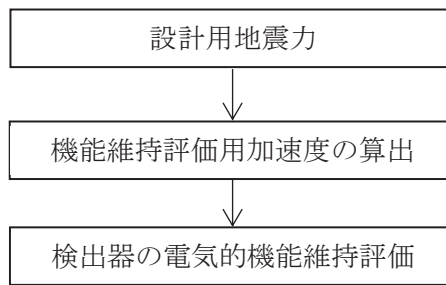 設計用地震力
機能維持評価用加速度の算出
検出器の電気的機能維持評価